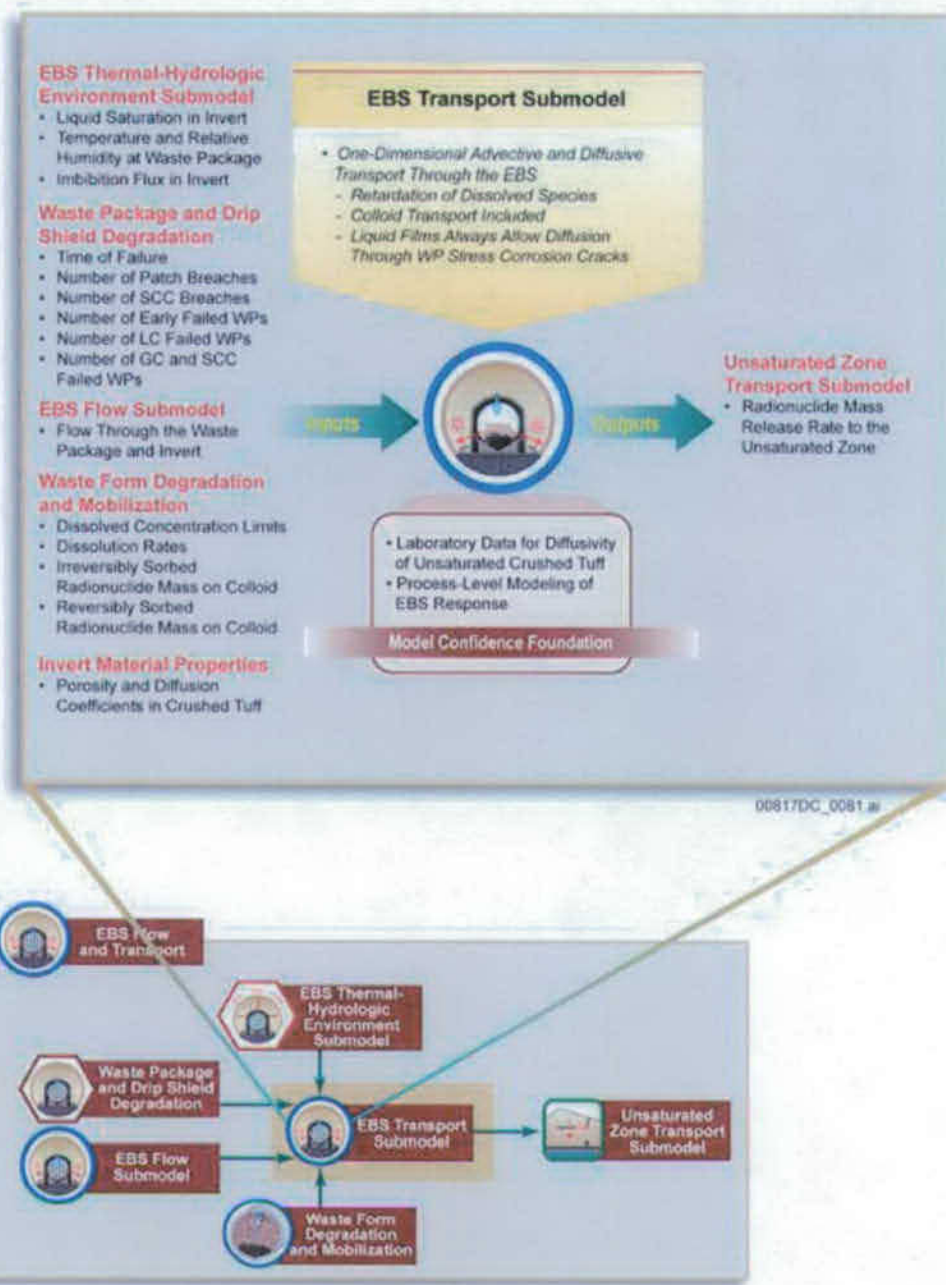 EBS Thermal-Hydrologic
Environment Submodel
• Liquid Saturation in Invert
• Temperature and Relative
Humidity at Waste Package
• Imbibition Flux in Invert
Waste Package and Drip
Shield Degradation
• Time of Failure
• Number of Patch Breaches
• Number of SCC Breaches
• Number of Early Failed WPs
• Number of LC Failed WPs
• Number of GC and SCC
Failed WPs
EBS Flow Submodel
• Flow Through the Waste
Package and Invert
Waste Form Degradation
and Mobilization
• Dissolved Concentration Limits
• Dissolution Rates
• Irreversibly Sorbed
Radionuclide Mass on Colloid
• Reversibly Sorbed
Radionuclide Mass on Colloid
Invert Material Properties
• Porosity and Diffusion
Coefficients in Crushed Tuff
EBS Transport Submodel
• One-Dimensional Advective and Diffusive
Transport Through the EBS
- Retardation of Dissolved Species
- Colloid Transport Included
- Liquid Films Always Allow Diffusion
Through WP Stress Corrosion Cracks
Inputs
Outputs
• Laboratory Data for Diffusivity
of Unsaturated Crushed Tuff
• Process-Level Modeling of
EBS Response
Model Confidence Foundation
Unsaturated Zone
Transport Submodel
• Radionuclide Mass
Release Rate to the
Unsaturated Zone
00817DC_0081.ai
EBS Flow
and Transport
EBS Thermal-
Hydrologic
Environment
Submodel
Waste Package
and Drip Shield
Degradation
EBS Transport
Submodel
Unsaturated
Zone Transport
Submodel
EBS Flow
Submodel
Waste Form
Degradation
and Mobilization